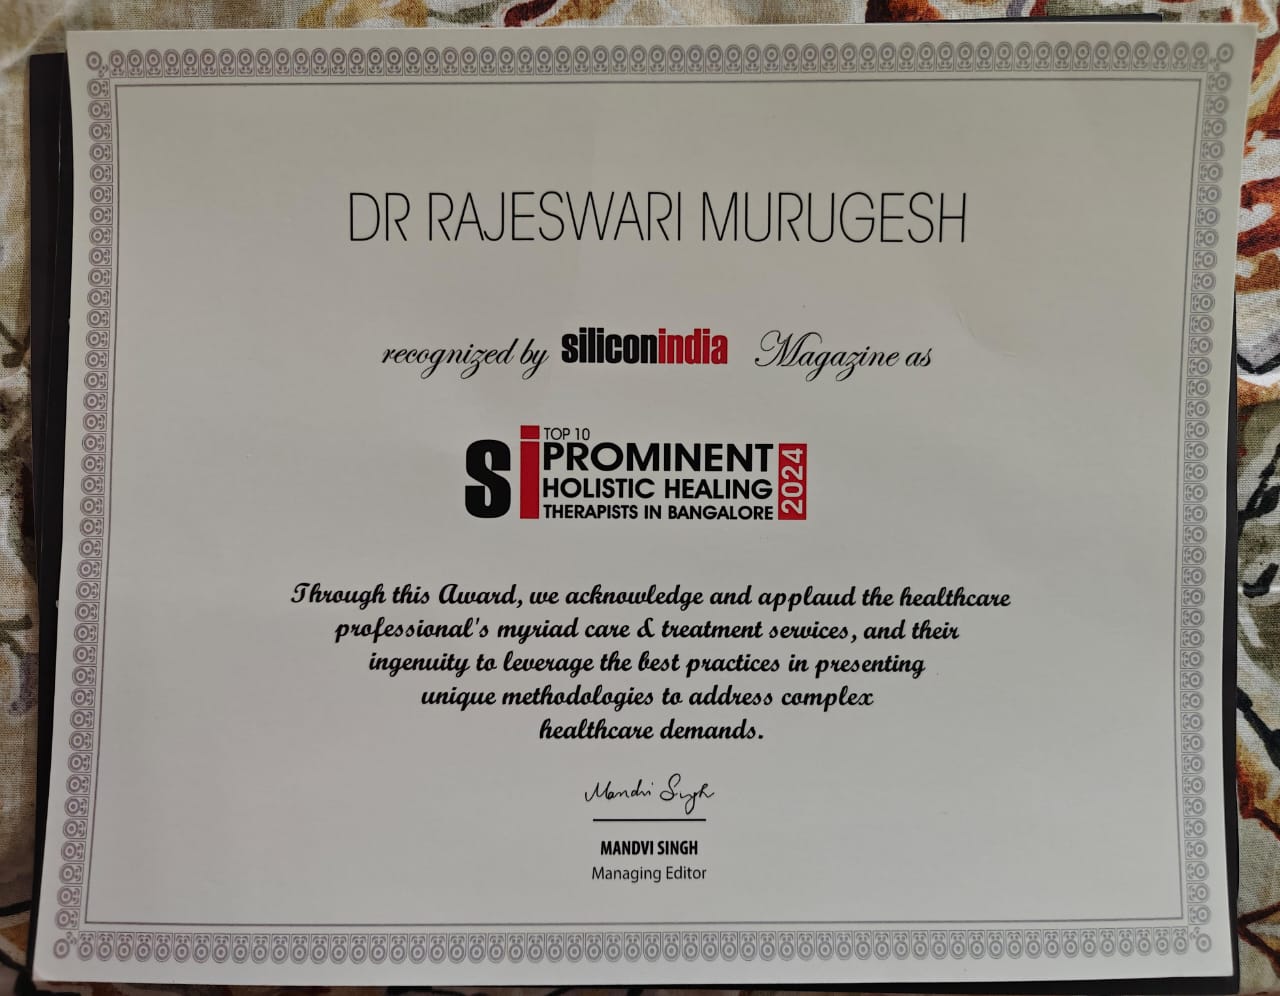 DR RAJESWARI MURUGESH
recognized by siliconindia Magazine as
si TOP 10
PROMINENT
HOLISTIC HEALING
THERAPISTS IN BANGALORE
2024
Through this Award, we acknowledge and applaud the healthcare
professional's myriad care & treatment services, and their
ingenuity to leverage the best practices in presenting
unique methodologies to address complex
healthcare demands.
Mandvi Singh
MANDVI SINGH
Managing Editor